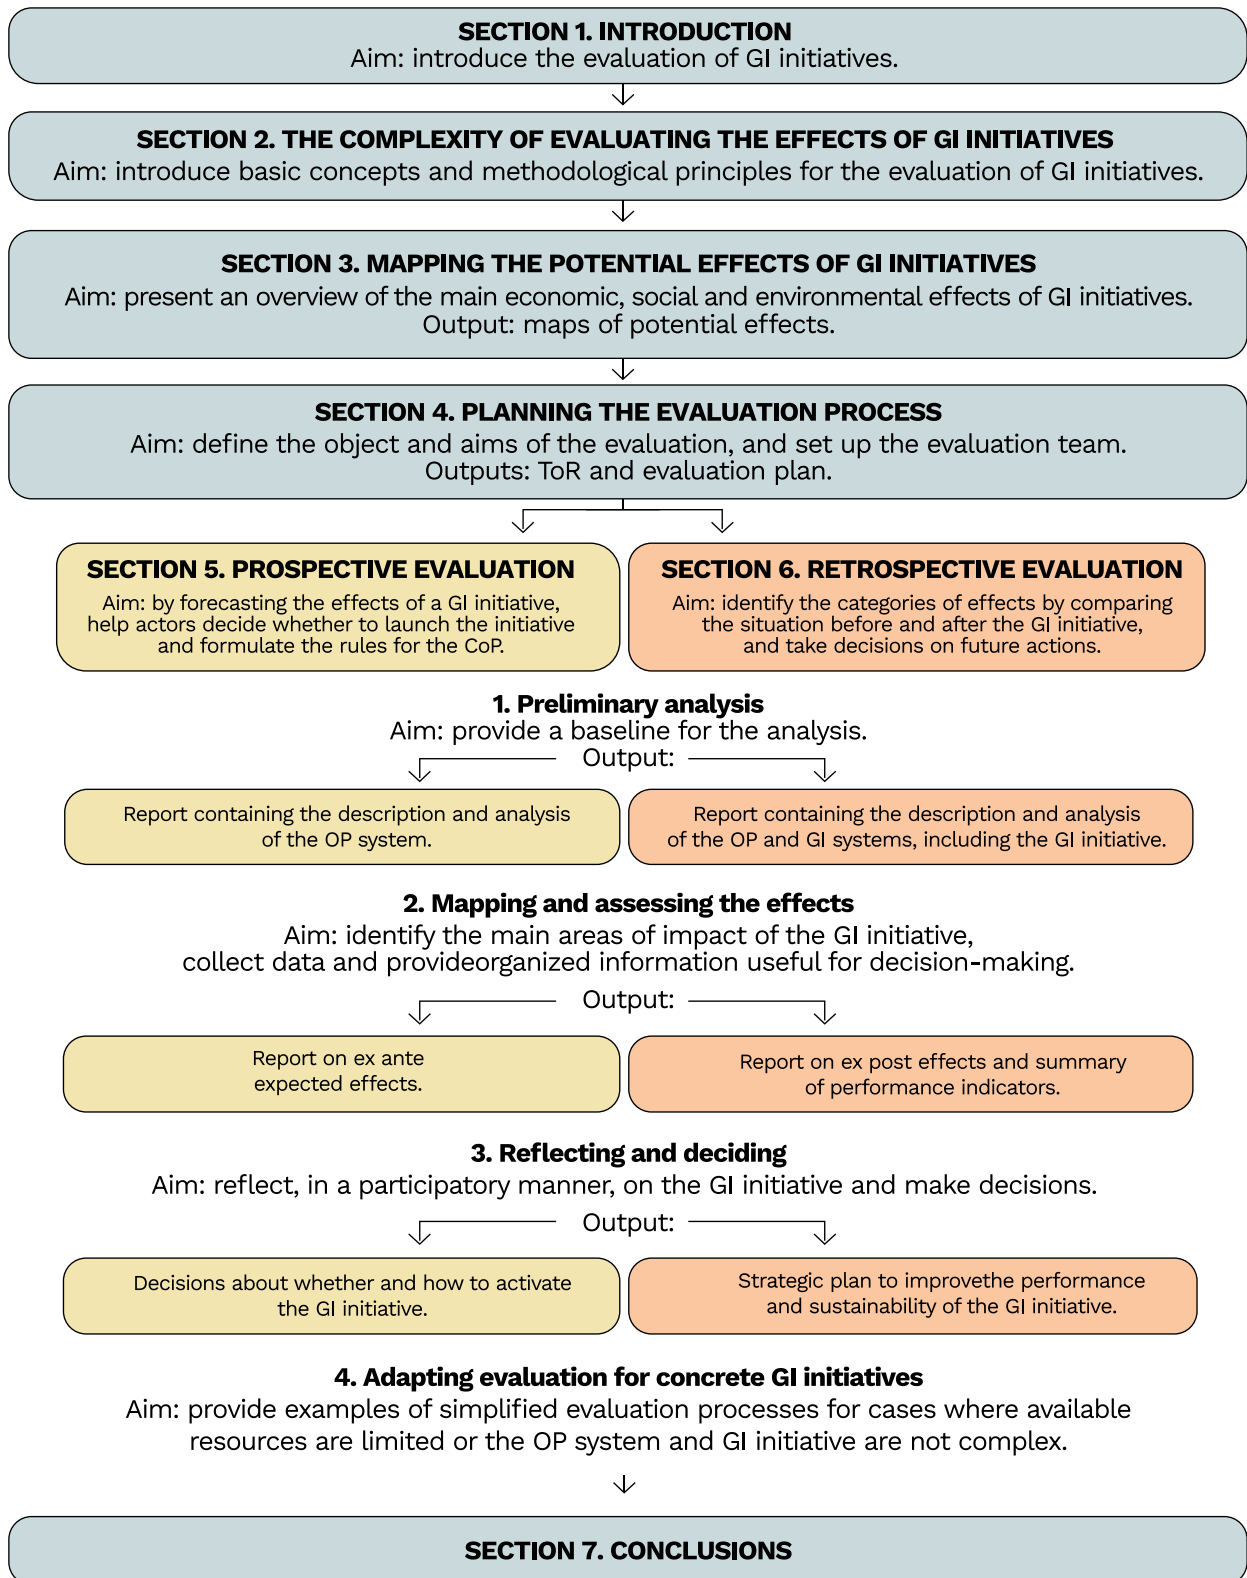 SECTION 1. INTRODUCTION
Aim: introduce the evaluation of GI initiatives.
SECTION 2. THE COMPLEXITY OF EVALUATING THE EFFECTS OF GI INITIATIVES
Aim: introduce basic concepts and methodological principles for the evaluation of GI initiatives.
SECTION 3. MAPPING THE POTENTIAL EFFECTS OF GI INITIATIVES
Aim: present an overview of the main economic, social and environmental effects of GI initiatives.
Output: maps of potential effects.
SECTION 4. PLANNING THE EVALUATION PROCESS
Aim: define the object and aims of the evaluation, and set up the evaluation team.
Outputs: ToR and evaluation plan.
SECTION 5. PROSPECTIVE EVALUATION
Aim: by forecasting the effects of a GI initiative,
help actors decide whether to launch the initiative
and formulate the rules for the CoP.
SECTION 6. RETROSPECTIVE EVALUATION
Aim: identify the categories of effects by comparing
the situation before and after the GI initiative,
and take decisions on future actions.
1. Preliminary analysis
Aim: provide a baseline for the analysis.
Output:
Report containing the description and analysis
of the OP system.
Report containing the description and analysis
of the OP and GI systems, including the GI initiative.
2. Mapping and assessing the effects
Aim: identify the main areas of impact of the GI initiative,
collect data and provideorganized information useful for decision-making.
Output:
Report on ex ante
expected effects.
Report on ex post effects and summary
of performance indicators.
3. Reflecting and deciding
Aim: reflect, in a participatory manner, on the GI initiative and make decisions.
Output:
Decisions about whether and how to activate
the GI initiative.
Strategic plan to improvethe performance
and sustainability of the GI initiative.
4. Adapting evaluation for concrete GI initiatives
Aim: provide examples of simplified evaluation processes for cases where available
resources are limited or the OP system and GI initiative are not complex.
SECTION 7. CONCLUSIONS